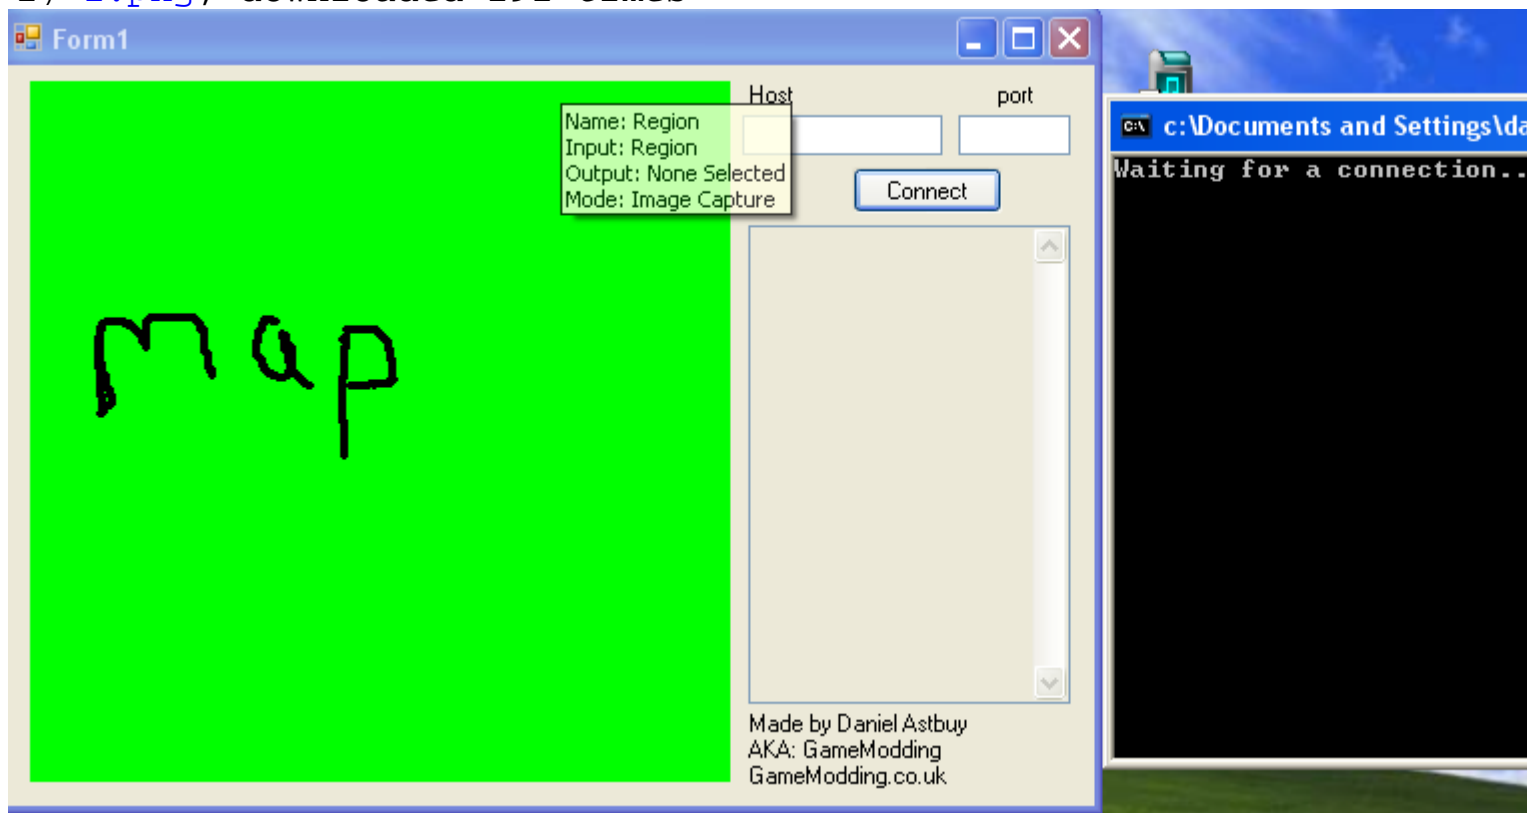 Form1
Host port
Name: Region
Input: Region
Output: None Selected
Mode: Image Capture
Connect
map
Made by Daniel Astbuy
AKA: GameModding
GameModding.co.uk
c:\Documents and Settings\da
Waiting for a connection..